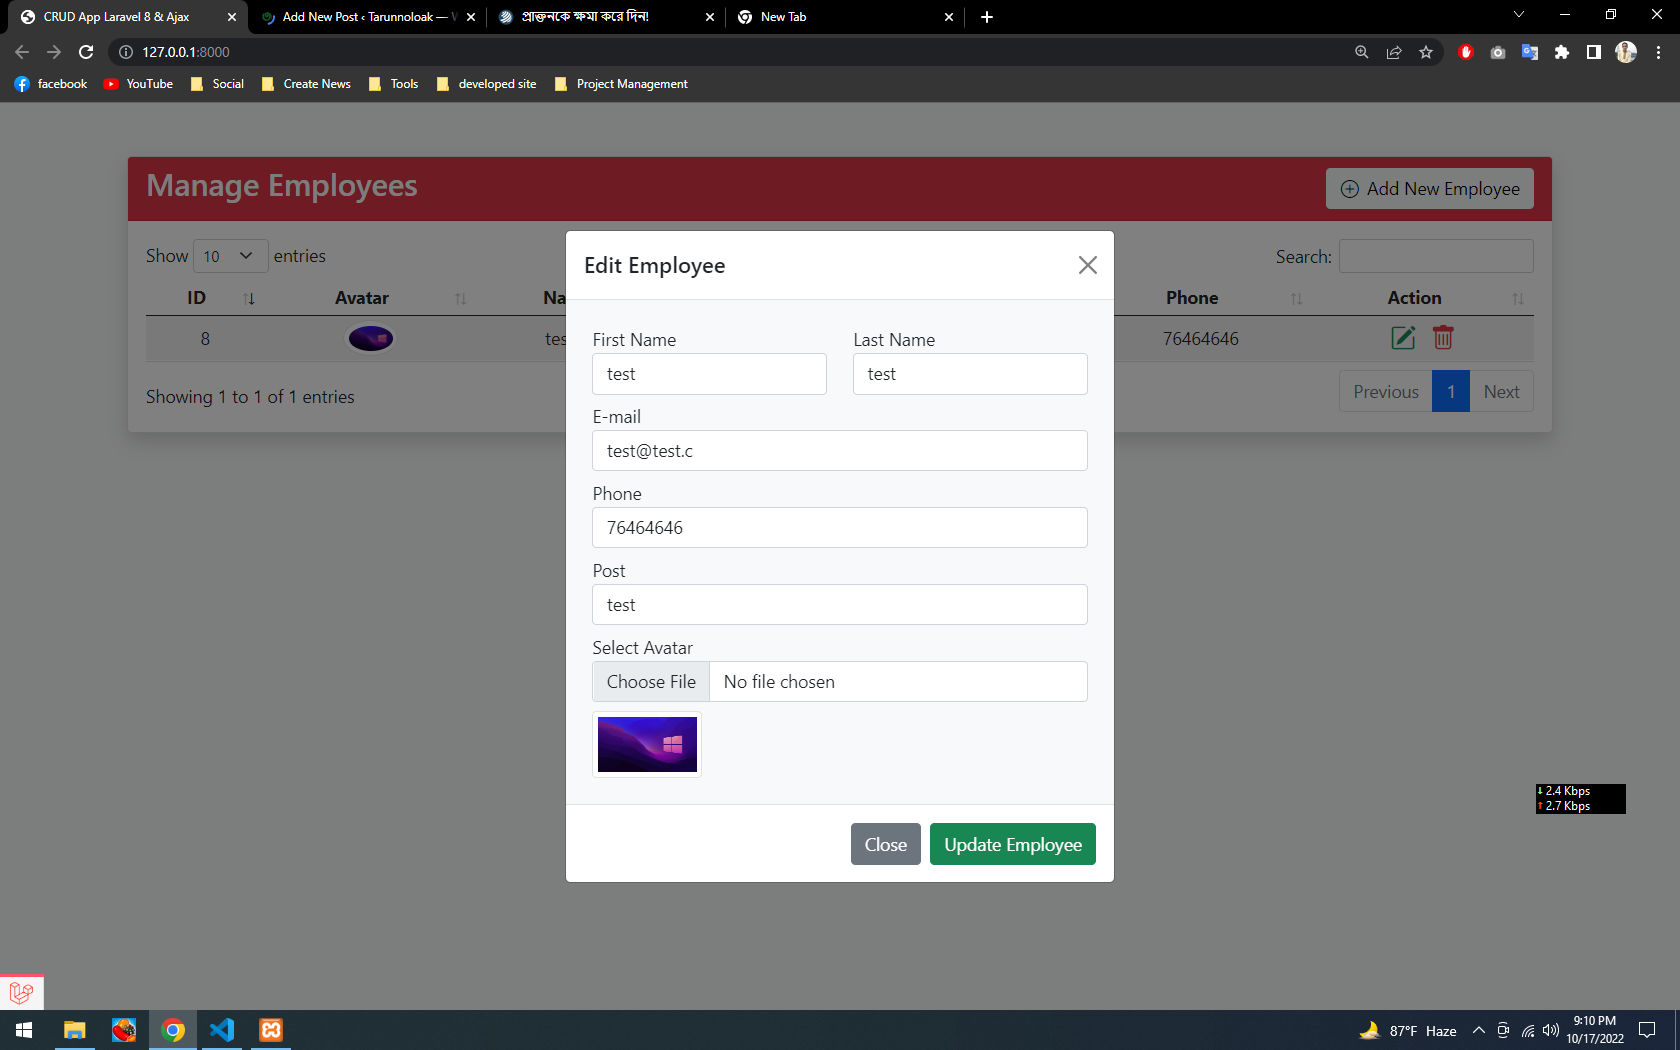 CRUD App Laravel 8 & Ajax
Add New Post ‹ Tarunnoloak —
প্রাক্তনকে ক্ষমা করে দিন!
New Tab
127.0.0.1:8000
facebook
YouTube
Social
Create News
Tools
developed site
Project Management
Manage Employees
Add New Employee
Show 10 entries
Search:
ID
Avatar
Na
Phone
Action
8
tes
76464646
Showing 1 to 1 of 1 entries
Previous
1
Next
Edit Employee
First Name
Last Name
test
test
E-mail
test@test.c
Phone
76464646
Post
test
Select Avatar
Choose File
No file chosen
Close
Update Employee
2.4 Kbps
2.7 Kbps
87°F Haze
9:10 PM
10/17/2022